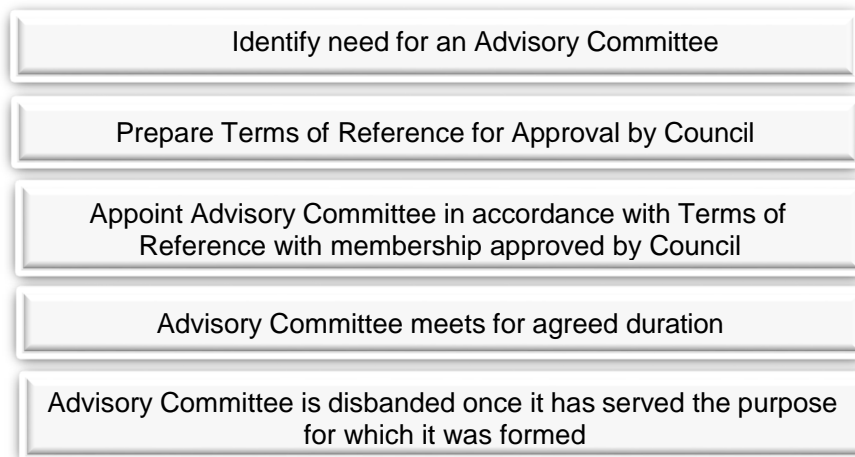 Identify need for an Advisory Committee
Prepare Terms of Reference for Approval by Council
Appoint Advisory Committee in accordance with Terms of
Reference with membership approved by Council
Advisory Committee meets for agreed duration
Advisory Committee is disbanded once it has served the purpose
for which it was formed